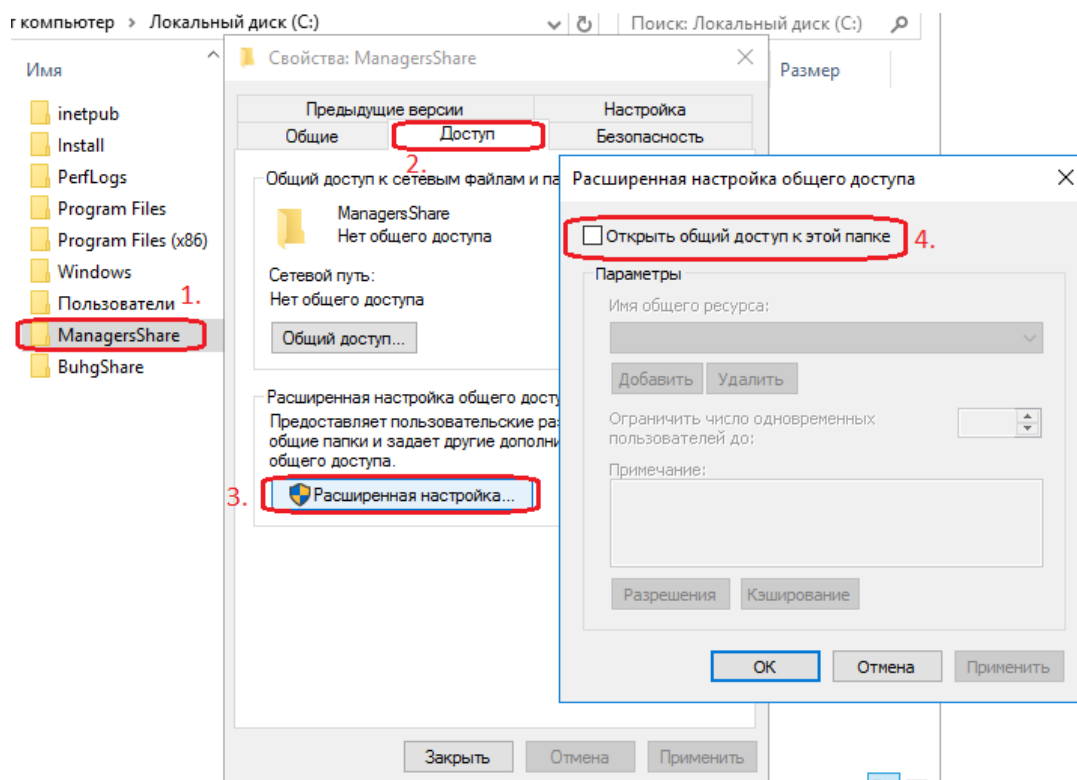 т компьютер › Локальный диск (C:)
Поиск: Локальный диск (C:)
Имя
Размер
inetpub
Install
PerfLogs
Program Files
Program Files (x86)
Windows
Пользователи
1.
ManagersShare
BuhgShare
Свойства: ManagersShare
Предыдущие версии
Настройка
Общие
Доступ
Безопасность
2.
Общий доступ к сетевым файлам и па
ManagersShare
Нет общего доступа
Сетевой путь:
Нет общего доступа
Общий доступ...
Расширенная настройка общего досту
Предоставляет пользовательские ра
общие папки и задает другие дополни
общего доступа.
3.
Расширенная настройка...
Закрыть
Отмена
Применить
Расширенная настройка общего доступа
Открыть общий доступ к этой папке
4.
Параметры
Имя общего ресурса:
Добавить
Удалить
Ограничить число одновременных
пользователей до:
Примечание:
Разрешения
Кэширование
ОК
Отмена
Применить